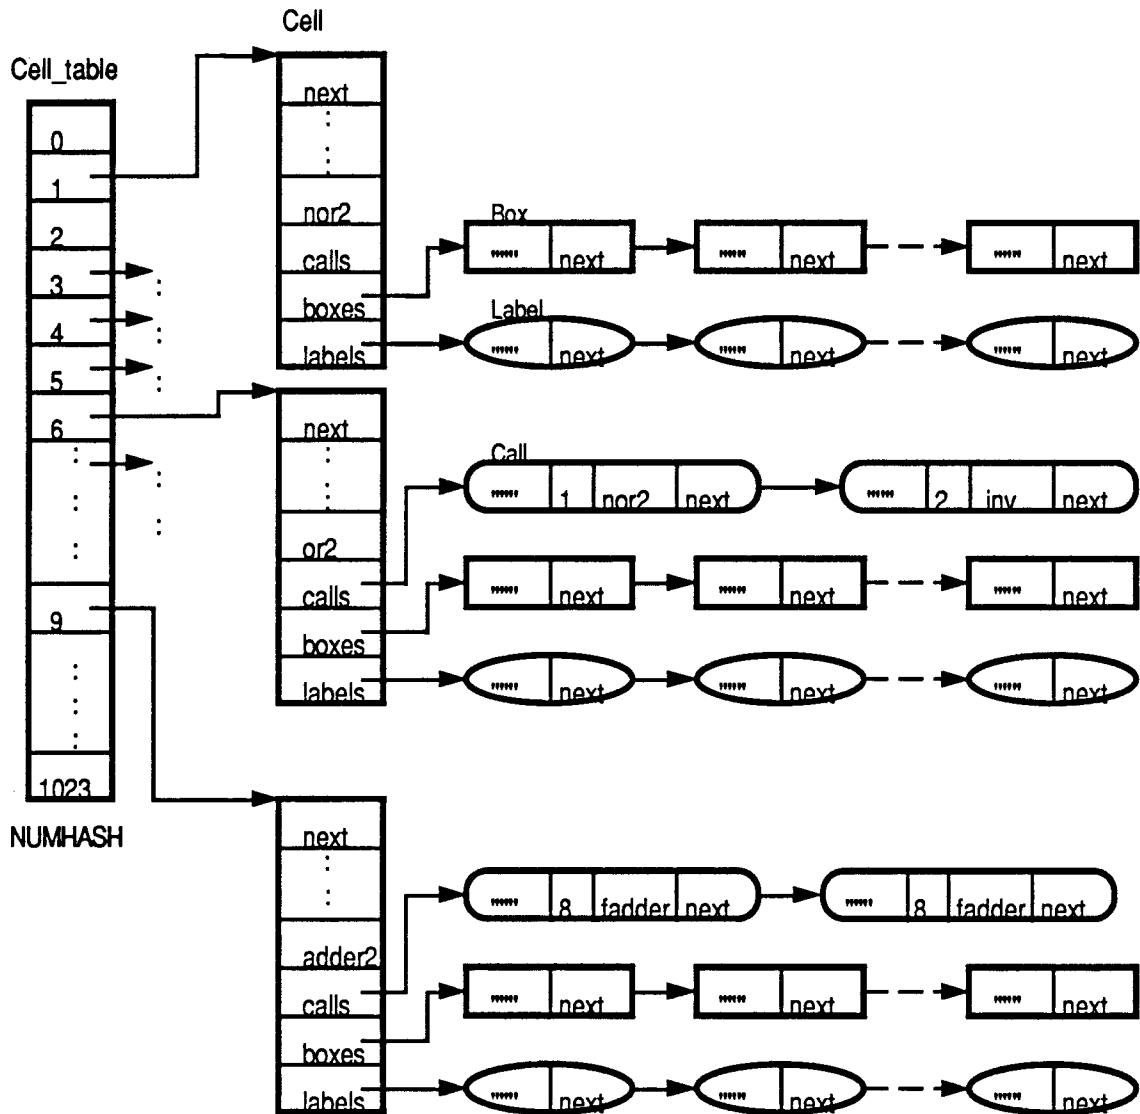 Cell
Cell_table
next
0
1
nor2
Box
2
calls
,,,,,, next ,,,,,, next ,,,,,, next
3
boxes
Label
4
labels
,,,,,, next ,,,,,, next ,,,,,, next
5
6
next
Call
,,,,,, 1 nor2 next ,,,,,, 2 inv next
or2
calls
,,,,,, next ,,,,,, next ,,,,,, next
9
boxes
labels
,,,,,, next ,,,,,, next ,,,,,, next
1023
NUMHASH
next
,,,,,, 8 fadder next ,,,,,, 8 fadder next
adder2
calls
,,,,,, next ,,,,,, next ,,,,,, next
boxes
labels
,,,,,, next ,,,,,, next ,,,,,, next